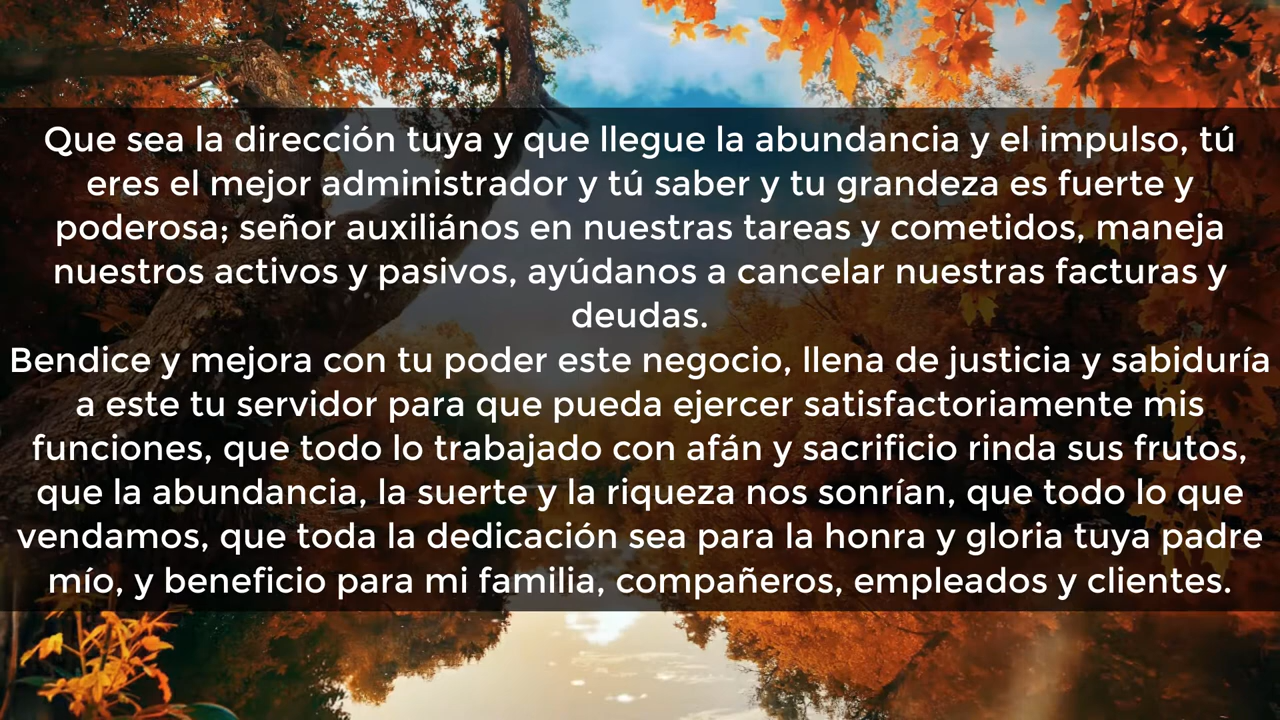 Que sea la dirección tuya y que llegue la abundancia y el impulso, tú
eres el mejor administrador y tú saber y tu grandeza es fuerte y
poderosa; señor auxiliános en nuestras tareas y cometidos, maneja
nuestros activos y pasivos, ayúdanos a cancelar nuestras facturas y
deudas.
Bendice y mejora con tu poder este negocio, llena de justicia y sabiduría
a este tu servidor para que pueda ejercer satisfactoriamente mis
funciones, que todo lo trabajado con afán y sacrificio rinda sus frutos,
que la abundancia, la suerte y la riqueza nos sonrían, que todo lo que
vendamos, que toda la dedicación sea para la honra y gloria tuya padre
mío, y beneficio para mi familia, compañeros, empleados y clientes.